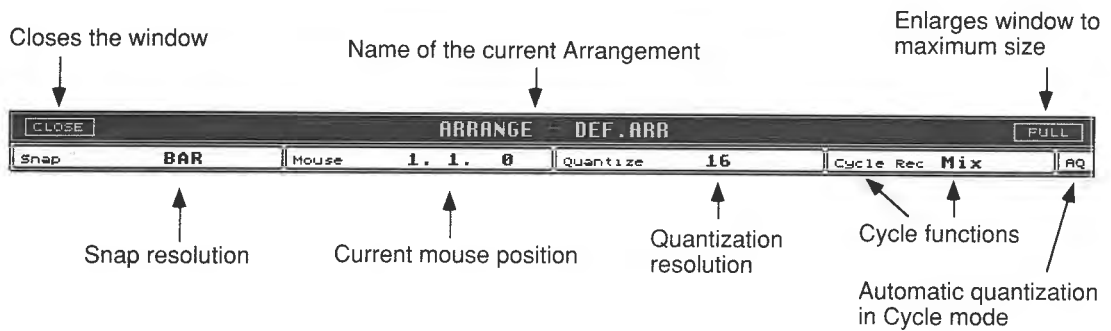 Closes the window
Name of the current Arrangement
Enlarges window to
maximum size
CLOSE
ARRANGE - DEF.ARR
FULL
Snap BAR
Mouse 1. 1. 0
Quantize 16
Cycle Rec Mix
AQ
Snap resolution
Current mouse position
Quantization
resolution
Cycle functions
Automatic quantization
in Cycle mode